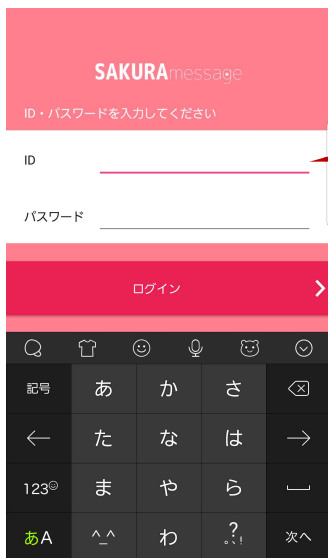 SAKURAmessage
ID・パスワードを入力してください
ID
パスワード
ログイン
記号 あ か さ
た な は
123 ま や ら
あA ^_^ わ 。?!、 次へ